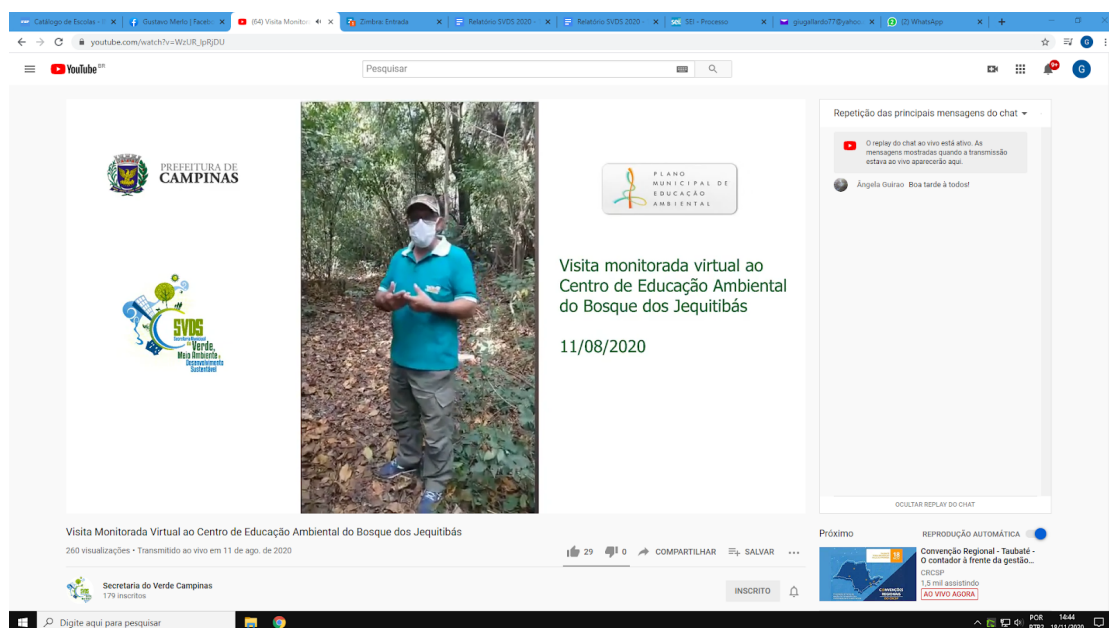 Catálogo de Escolas - D
Gustavo Merlo | Facebo
(64) Visita Monitor
Zimbra: Entrada
Relatório SVDS 2020 -
Relatório SVDS 2020 -
SEI - Processo
giugallardo77@yahoo.
(2) WhatsApp
youtube.com/watch?v=WzUR_lpRjDU
G
YouTube BR
Pesquisar
9+
G
PREFEITURA DE
CAMPINAS
SVDS
Secretaria Municipal
do Verde,
Meio Ambiente e
Desenvolvimento
Sustentável
PLANO
MUNICIPAL DE
EDUCAÇÃO
AMBIENTAL
Visita monitorada virtual ao
Centro de Educação Ambiental
do Bosque dos Jequitibás
11/08/2020
Repetição das principais mensagens do chat
O replay do chat ao vivo está ativo. As
mensagens mostradas quando a transmissão
estava ao vivo aparecerão aqui.
Ângela Guirao Boa tarde à todos!
OCULTAR REPLAY DO CHAT
Visita Monitorada Virtual ao Centro de Educação Ambiental do Bosque dos Jequitibás
260 visualizações • Transmitido ao vivo em 11 de ago. de 2020
29
0
COMPARTILHAR
SALVAR
Secretaria do Verde Campinas
179 inscritos
INSCRITO
Próximo
REPRODUÇÃO AUTOMÁTICA
Convenção Regional - Taubaté -
O contador à frente da gestão...
CRCSP
1,5 mil assistindo
AO VIVO AGORA
CONVENÇÕES
REGIONAIS
Digite aqui para pesquisar
POR
PTB2
14:44
18/11/2020